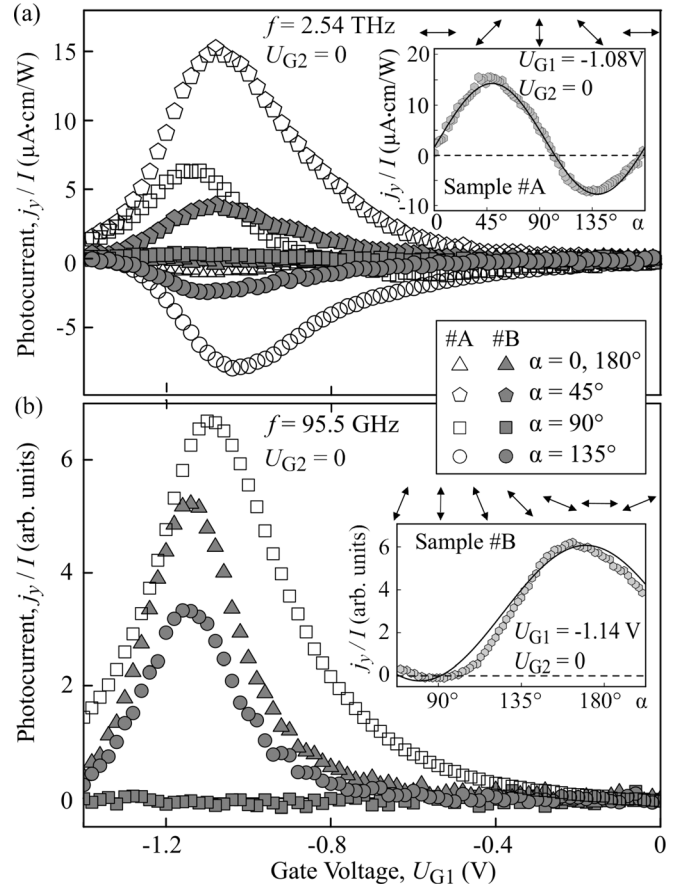 (a)
f = 2.54 THz
U_G2 = 0
Photocurrent, j_y / I (μA·cm/W)
15
10
5
0
-5
j_y / I (μA·cm/W)
20
10
0
-10
U_G1 = -1.08V
U_G2 = 0
Sample #A
0 45° 90° 135° α
#A #B
α = 0, 180°
α = 45°
α = 90°
α = 135°
(b)
f = 95.5 GHz
U_G2 = 0
Photocurrent, j_y / I (arb. units)
6
4
2
0
j_y / I (arb. units)
6
4
2
0
Sample #B
U_G1 = -1.14 V
U_G2 = 0
90° 135° 180° α
-1.2 -0.8 -0.4 0
Gate Voltage, U_G1 (V)